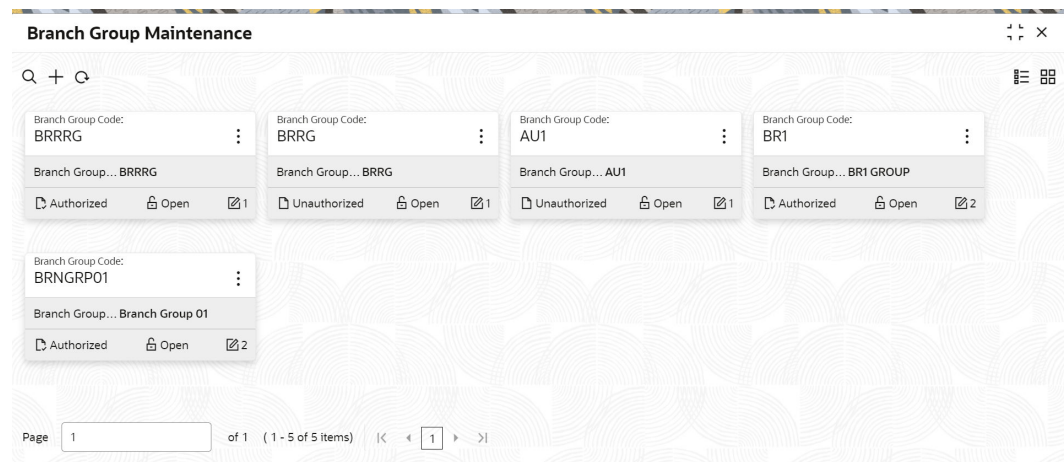 Branch Group Maintenance
Branch Group Code: Branch Group Code: Branch Group Code: Branch Group Code:
BRRRG BRRG AU1 BR1
Branch Group... BRRRG Branch Group... BRRG Branch Group... AU1 Branch Group... BR1 GROUP
Authorized Open 1 Unauthorized Open 1 Unauthorized Open 1 Authorized Open 2
Branch Group Code:
BRNGRP01
Branch Group... Branch Group 01
Authorized Open 2
Page 1 of 1 ( 1 - 5 of 5 items) 1